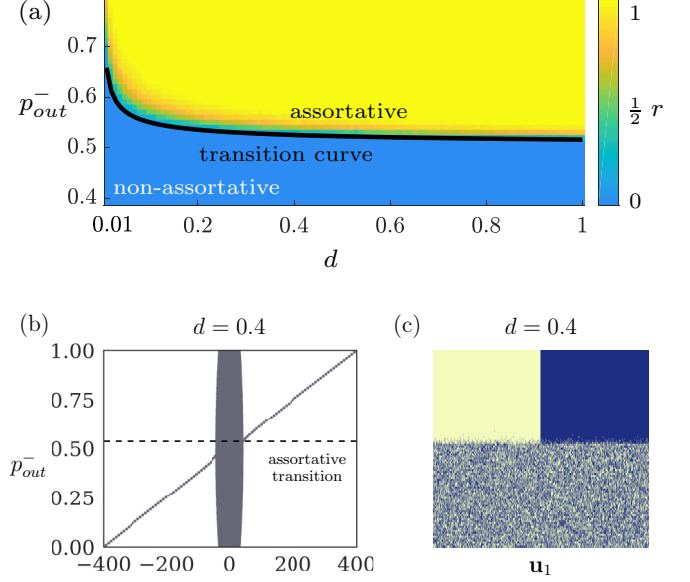 (a)
0.7
0.6
0.5
0.4
p⁻out
assortative
transition curve
non-assortative
0.01 0.2 0.4 0.6 0.8 1
d
1
½ r
0
(b) d = 0.4
1.00
0.75
0.50
0.25
0.00
p⁻out
assortative
transition
−400 −200 0 200 400
(c) d = 0.4
u₁